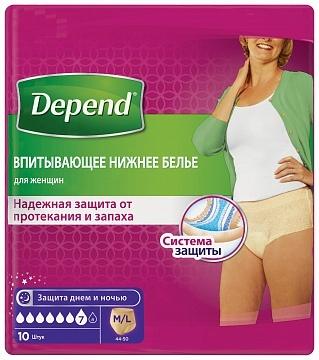 Depend®
ВПИТЫВАЮЩЕЕ НИЖНЕЕ БЕЛЬЕ
для женщин
Надежная защита от
протекания и запаха
Система
защиты
Защита днем и ночью
7
M/L
10 Штук
44-50